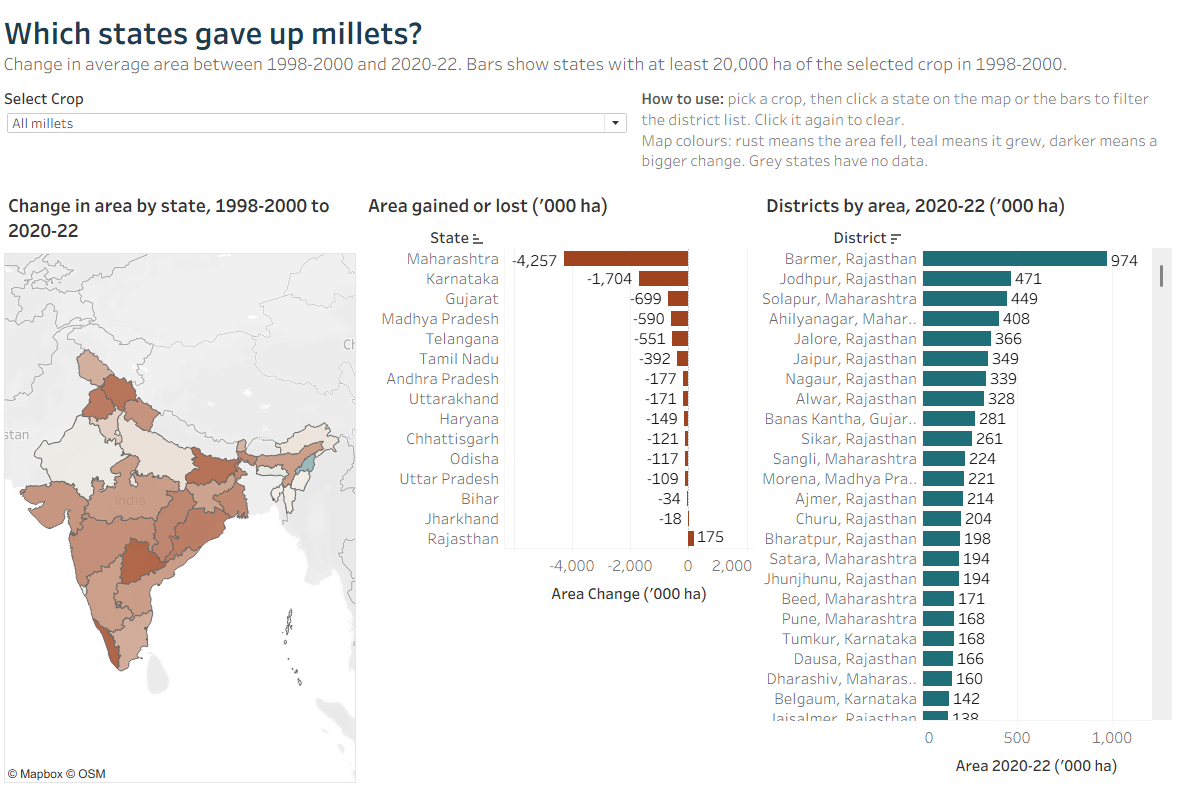 Which states gave up millets?
Change in average area between 1998-2000 and 2020-22. Bars show states with at least 20,000 ha of the selected crop in 1998-2000.
Select Crop
All millets
How to use: pick a crop, then click a state on the map or the bars to filter
the district list. Click it again to clear.
Map colours: rust means the area fell, teal means it grew, darker means a
bigger change. Grey states have no data.
Change in area by state, 1998-2000 to
2020-22
stan
Ch
India
© Mapbox © OSM
Area gained or lost ('000 ha)
State
Maharashtra -4,257
Karnataka -1,704
Gujarat -699
Madhya Pradesh -590
Telangana -551
Tamil Nadu -392
Andhra Pradesh -177
Uttarakhand -171
Haryana -149
Chhattisgarh -121
Odisha -117
Uttar Pradesh -109
Bihar -34
Jharkhand -18
Rajasthan 175
-4,000 -2,000 0 2,000
Area Change ('000 ha)
Districts by area, 2020-22 ('000 ha)
District
Barmer, Rajasthan 974
Jodhpur, Rajasthan 471
Solapur, Maharashtra 449
Ahilyanagar, Mahar.. 408
Jalore, Rajasthan 366
Jaipur, Rajasthan 349
Nagaur, Rajasthan 339
Alwar, Rajasthan 328
Banas Kantha, Gujar.. 281
Sikar, Rajasthan 261
Sangli, Maharashtra 224
Morena, Madhya Pra.. 221
Ajmer, Rajasthan 214
Churu, Rajasthan 204
Bharatpur, Rajasthan 198
Satara, Maharashtra 194
Jhunjhunu, Rajasthan 194
Beed, Maharashtra 171
Pune, Maharashtra 168
Tumkur, Karnataka 168
Dausa, Rajasthan 166
Dharashiv, Maharas.. 160
Belgaum, Karnataka 142
Jaisalmer, Rajasthan 138
0 500 1,000
Area 2020-22 ('000 ha)